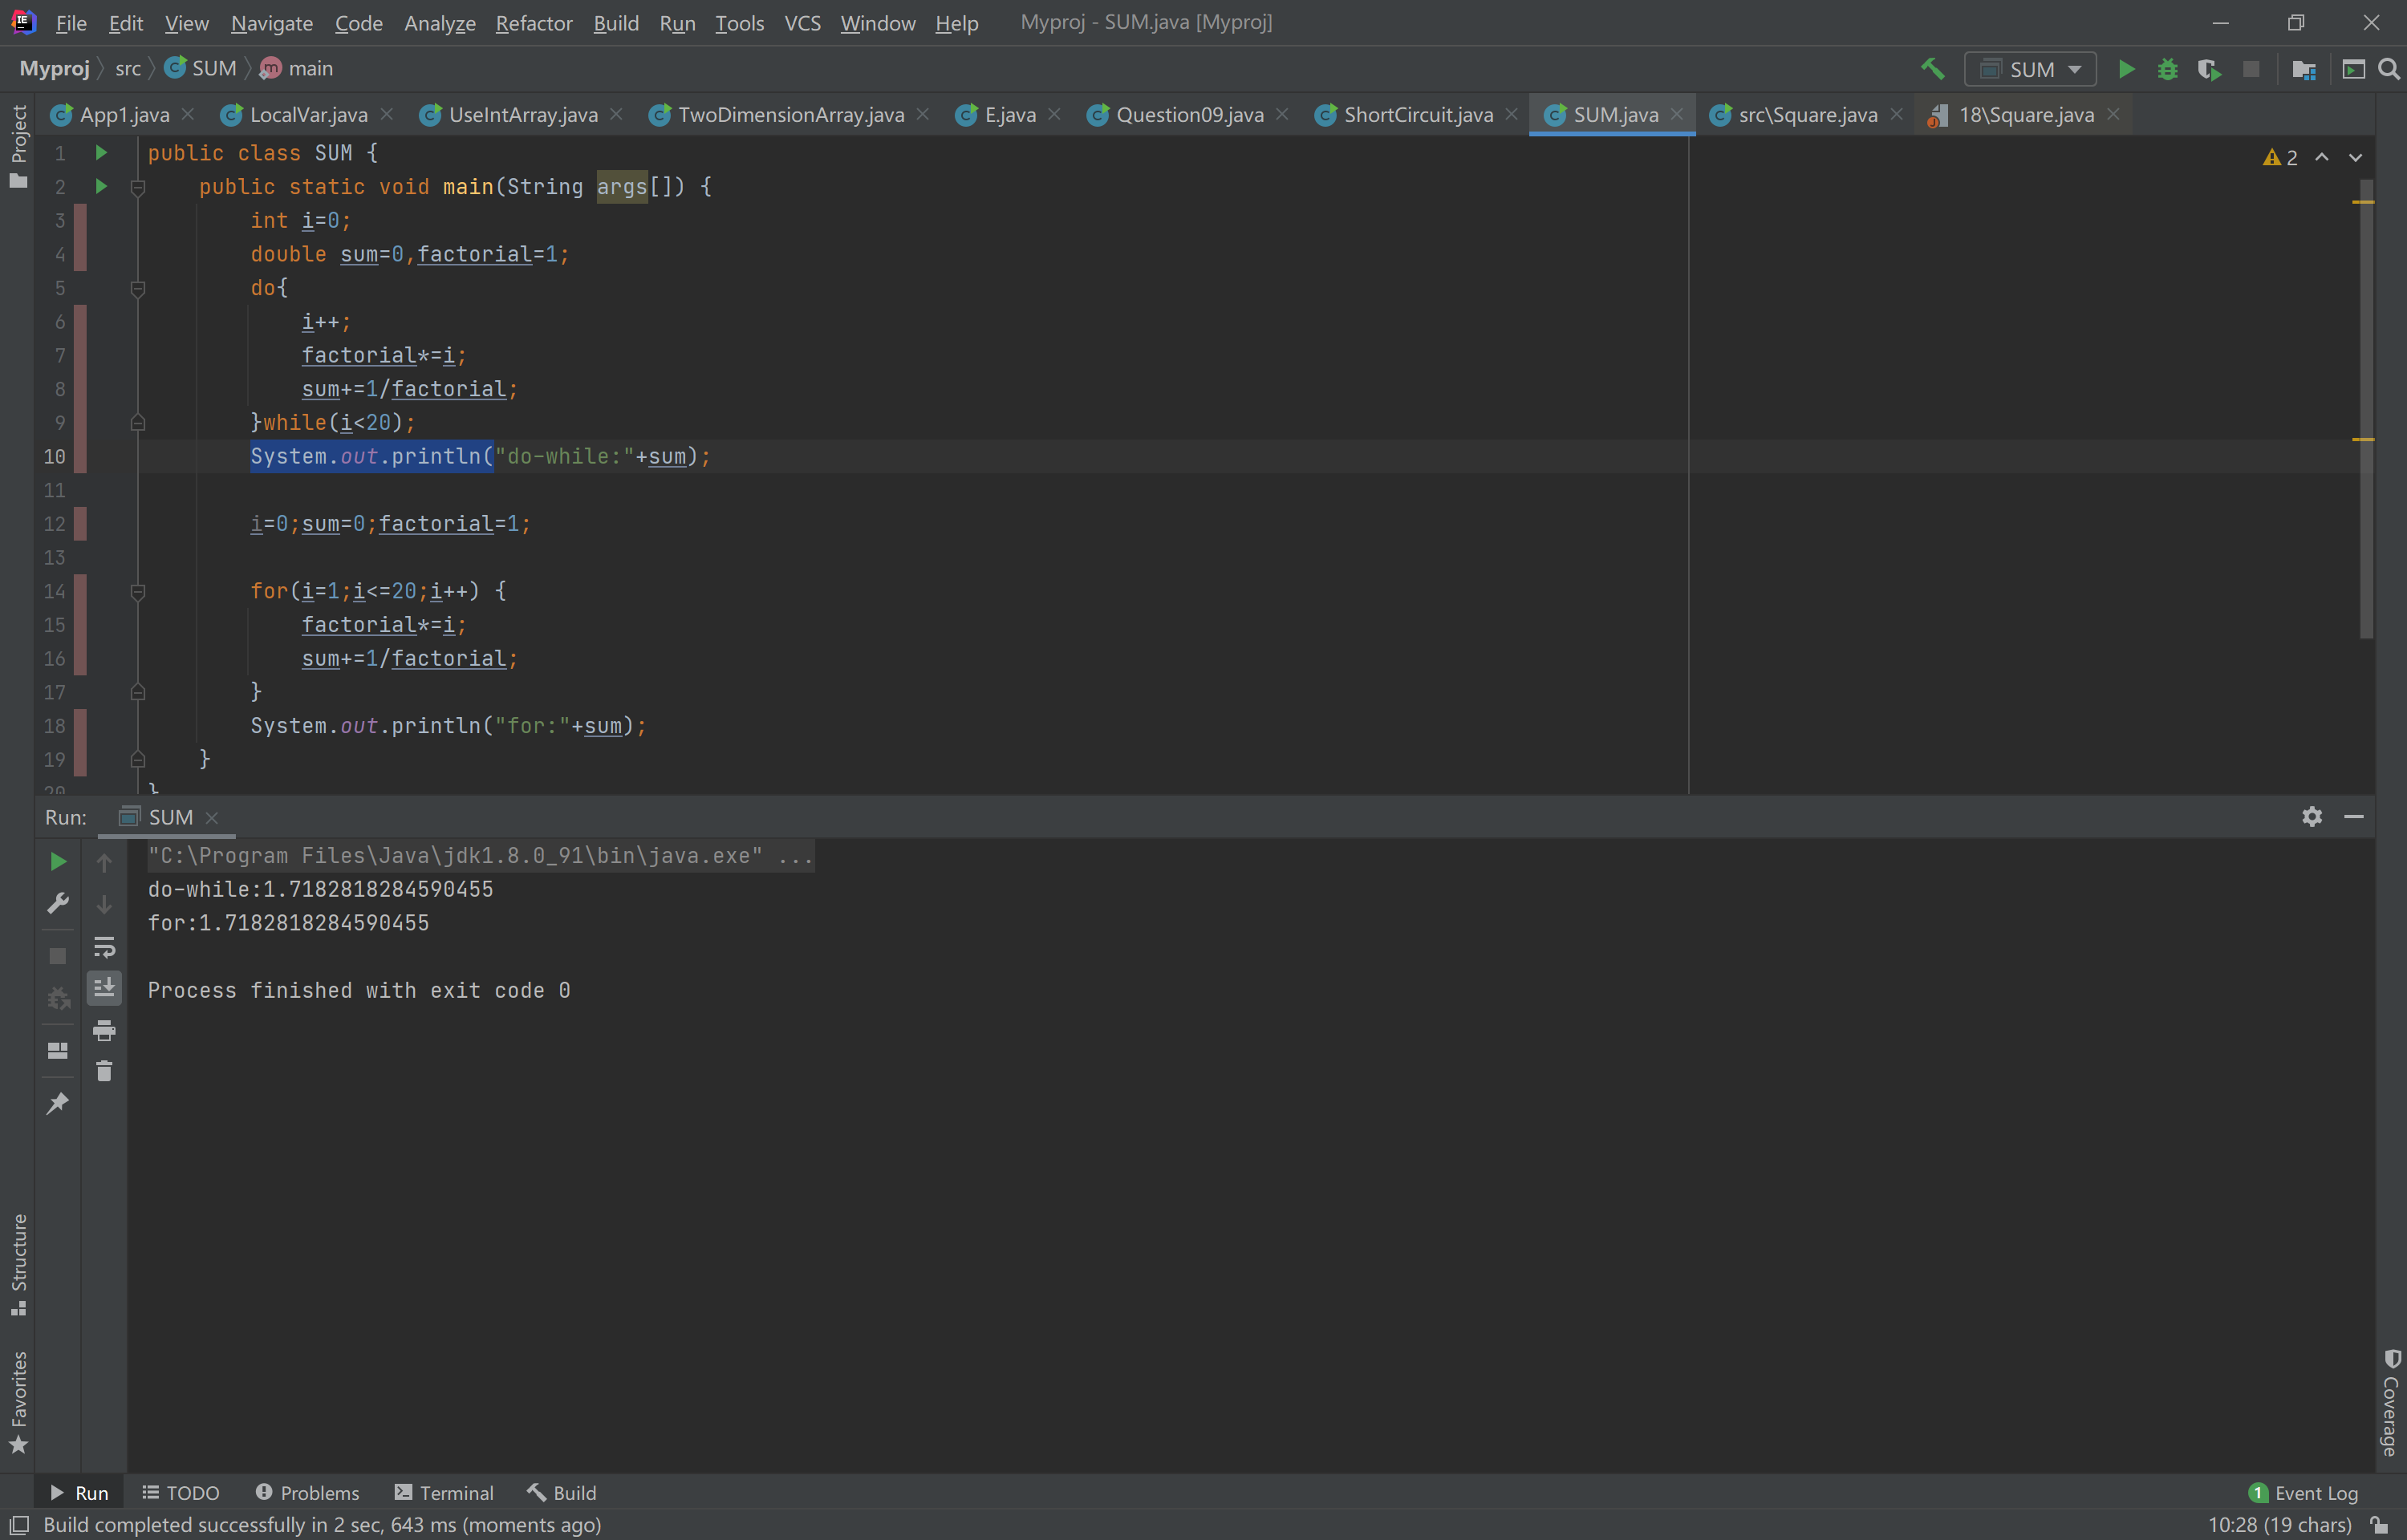 File Edit View Navigate Code Analyze Refactor Build Run Tools VCS Window Help Myproj - SUM.java [Myproj]
Myproj src SUM main SUM
App1.java LocalVar.java UseIntArray.java TwoDimensionArray.java E.java Question09.java ShortCircuit.java SUM.java src\Square.java 18\Square.java
Project
2
1 public class SUM {
2 public static void main(String args[]) {
3 int i=0;
4 double sum=0,factorial=1;
5 do{
6 i++;
7 factorial*=i;
8 sum+=1/factorial;
9 }while(i<20);
10 System.out.println("do-while:"+sum);
11
12 i=0;sum=0;factorial=1;
13
14 for(i=1;i<=20;i++) {
15 factorial*=i;
16 sum+=1/factorial;
17 }
18 System.out.println("for:"+sum);
19 }
20 }
Run: SUM
"C:\Program Files\Java\jdk1.8.0_91\bin\java.exe" ...
do-while:1.7182818284590455
for:1.7182818284590455
Process finished with exit code 0
Structure
Favorites
Coverage
Run TODO Problems Terminal Build 1 Event Log
Build completed successfully in 2 sec, 643 ms (moments ago) 10:28 (19 chars)